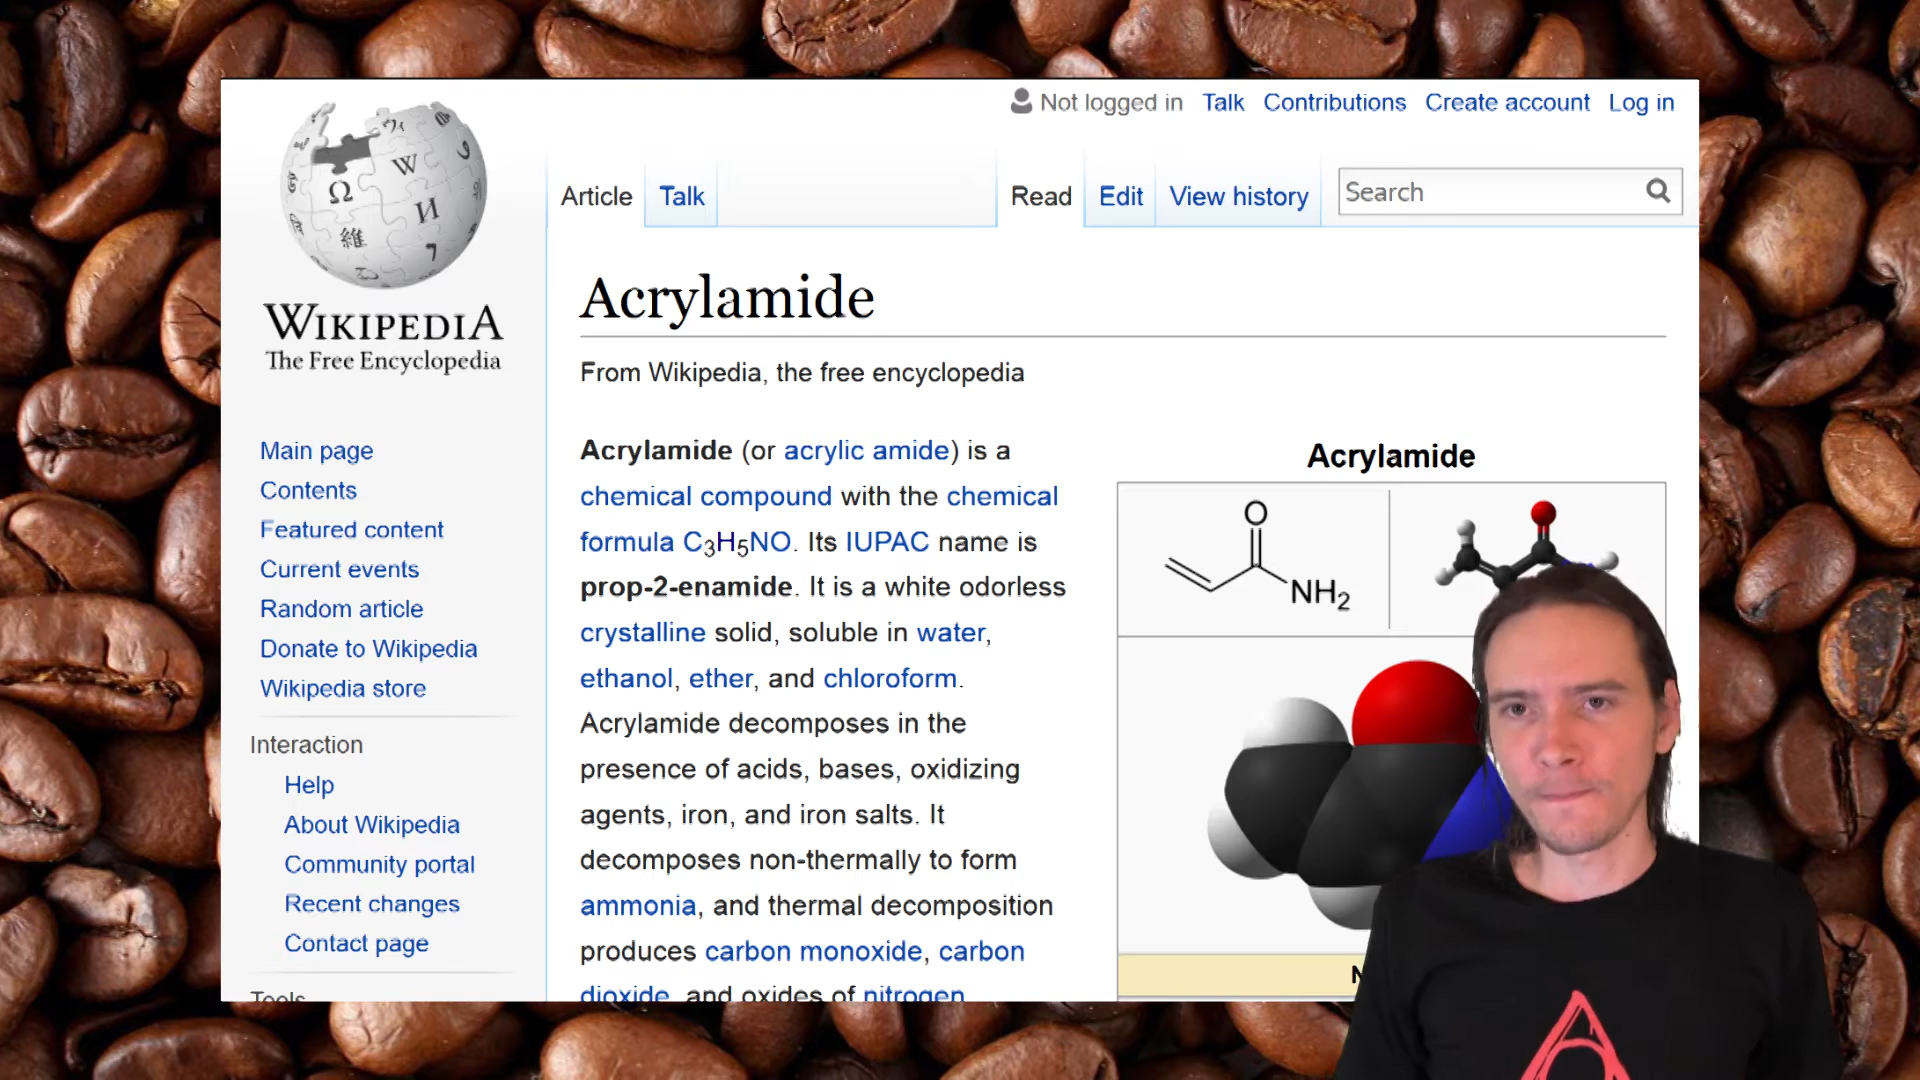 Not logged in Talk Contributions Create account Log in
Article Talk Read Edit View history Search
WIKIPEDIA
The Free Encyclopedia
Main page
Contents
Featured content
Current events
Random article
Donate to Wikipedia
Wikipedia store
Interaction
Help
About Wikipedia
Community portal
Recent changes
Contact page
Tools
Acrylamide
From Wikipedia, the free encyclopedia
Acrylamide (or acrylic amide) is a
chemical compound with the chemical
formula C3H5NO. Its IUPAC name is
prop-2-enamide. It is a white odorless
crystalline solid, soluble in water,
ethanol, ether, and chloroform.
Acrylamide decomposes in the
presence of acids, bases, oxidizing
agents, iron, and iron salts. It
decomposes non-thermally to form
ammonia, and thermal decomposition
produces carbon monoxide, carbon
dioxide, and oxides of nitrogen
Acrylamide
O
NH2